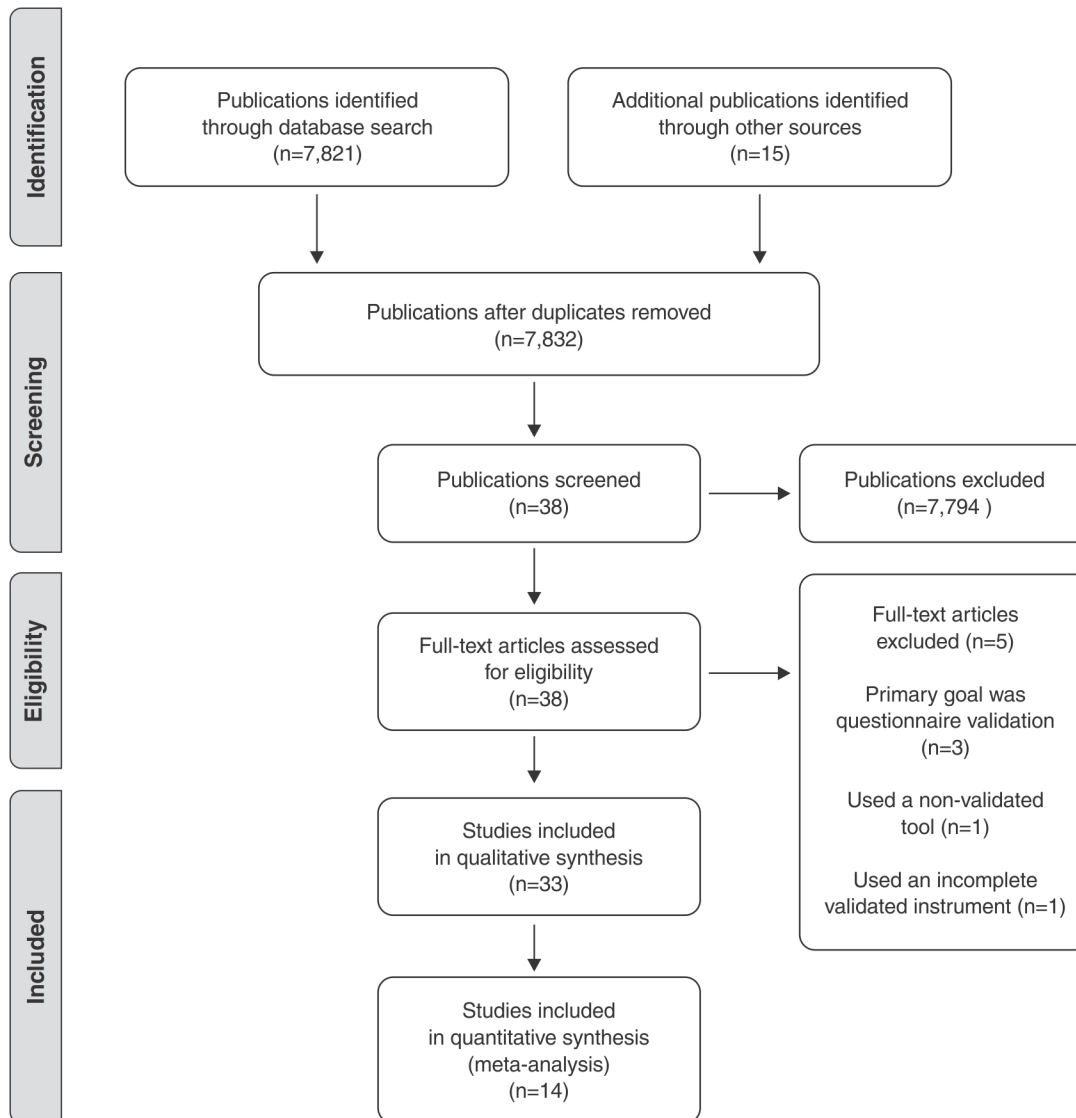 Identification
Publications identified
through database search
(n=7,821)
Additional publications identified
through other sources
(n=15)
Screening
Publications after duplicates removed
(n=7,832)
Publications screened
(n=38)
Publications excluded
(n=7,794 )
Eligibility
Full-text articles assessed
for eligibility
(n=38)
Full-text articles
excluded (n=5)
Primary goal was
questionnaire validation
(n=3)
Used a non-validated
tool (n=1)
Used an incomplete
validated instrument (n=1)
Included
Studies included
in qualitative synthesis
(n=33)
Studies included
in quantitative synthesis
(meta-analysis)
(n=14)